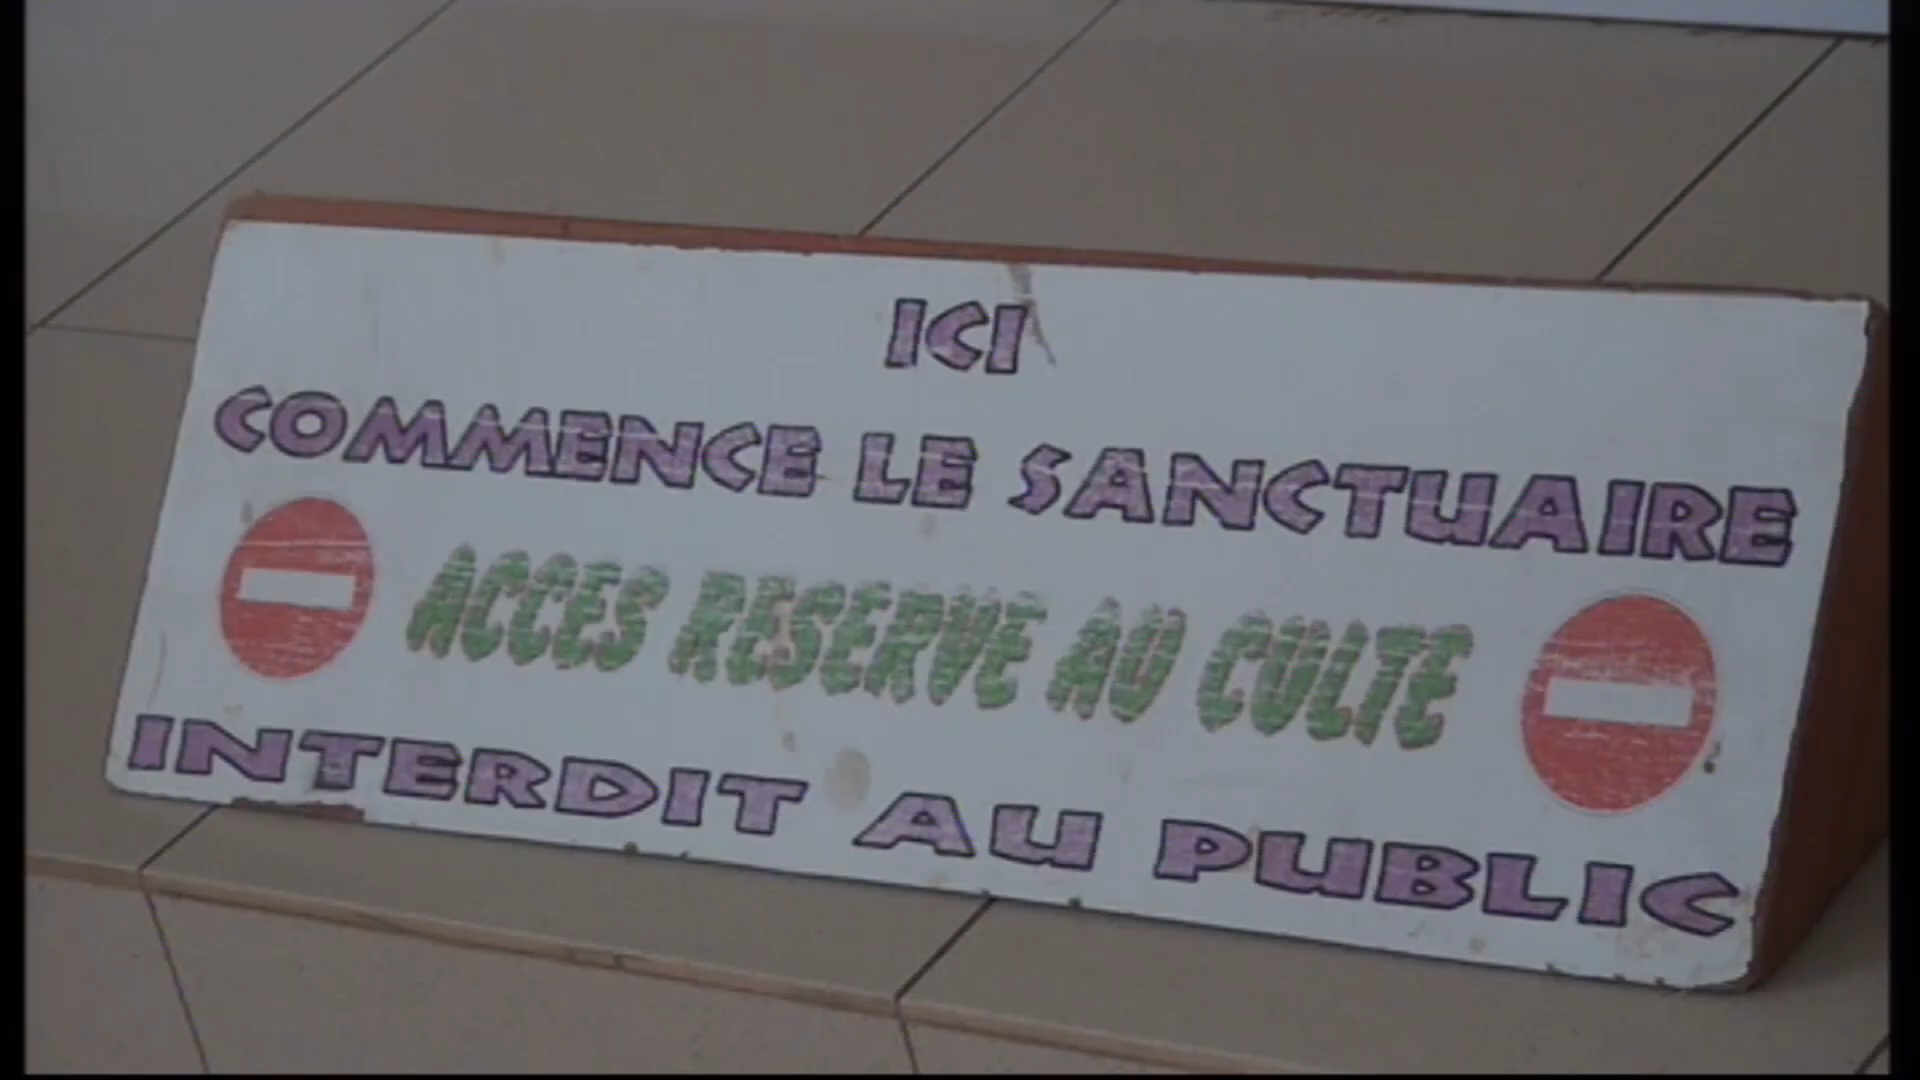 ICI
COMMENCE LE SANCTUAIRE
ACCES RESERVE AU CULTE
INTERDIT AU PUBLIC